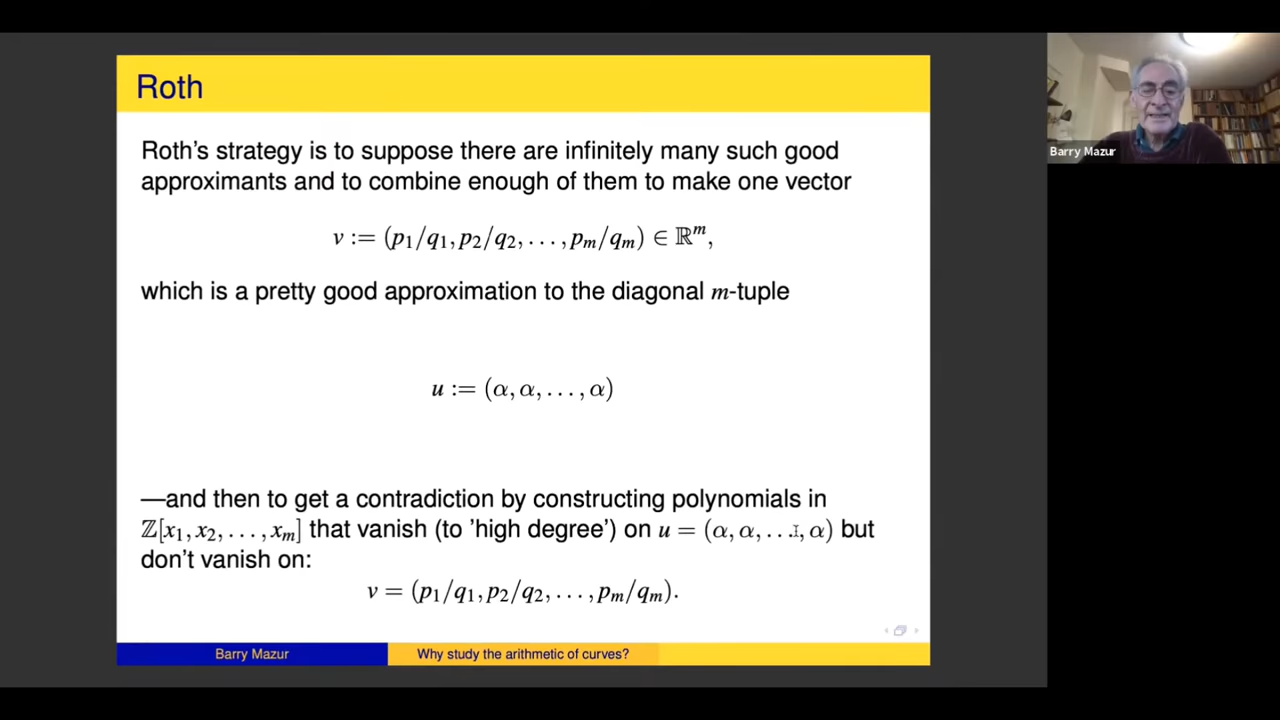 Roth
Barry Mazur
Roth's strategy is to suppose there are infinitely many such good
approximants and to combine enough of them to make one vector
v := (p₁/q₁, p₂/q₂, . . . , pₘ/qₘ) ∈ ℝᵐ,
which is a pretty good approximation to the diagonal m-tuple
u := (α, α, . . . , α)
—and then to get a contradiction by constructing polynomials in
ℤ[x₁, x₂, . . . , xₘ] that vanish (to 'high degree') on u = (α, α, . . ., α) but
don't vanish on:
v = (p₁/q₁, p₂/q₂, . . . , pₘ/qₘ).
Barry Mazur
Why study the arithmetic of curves?